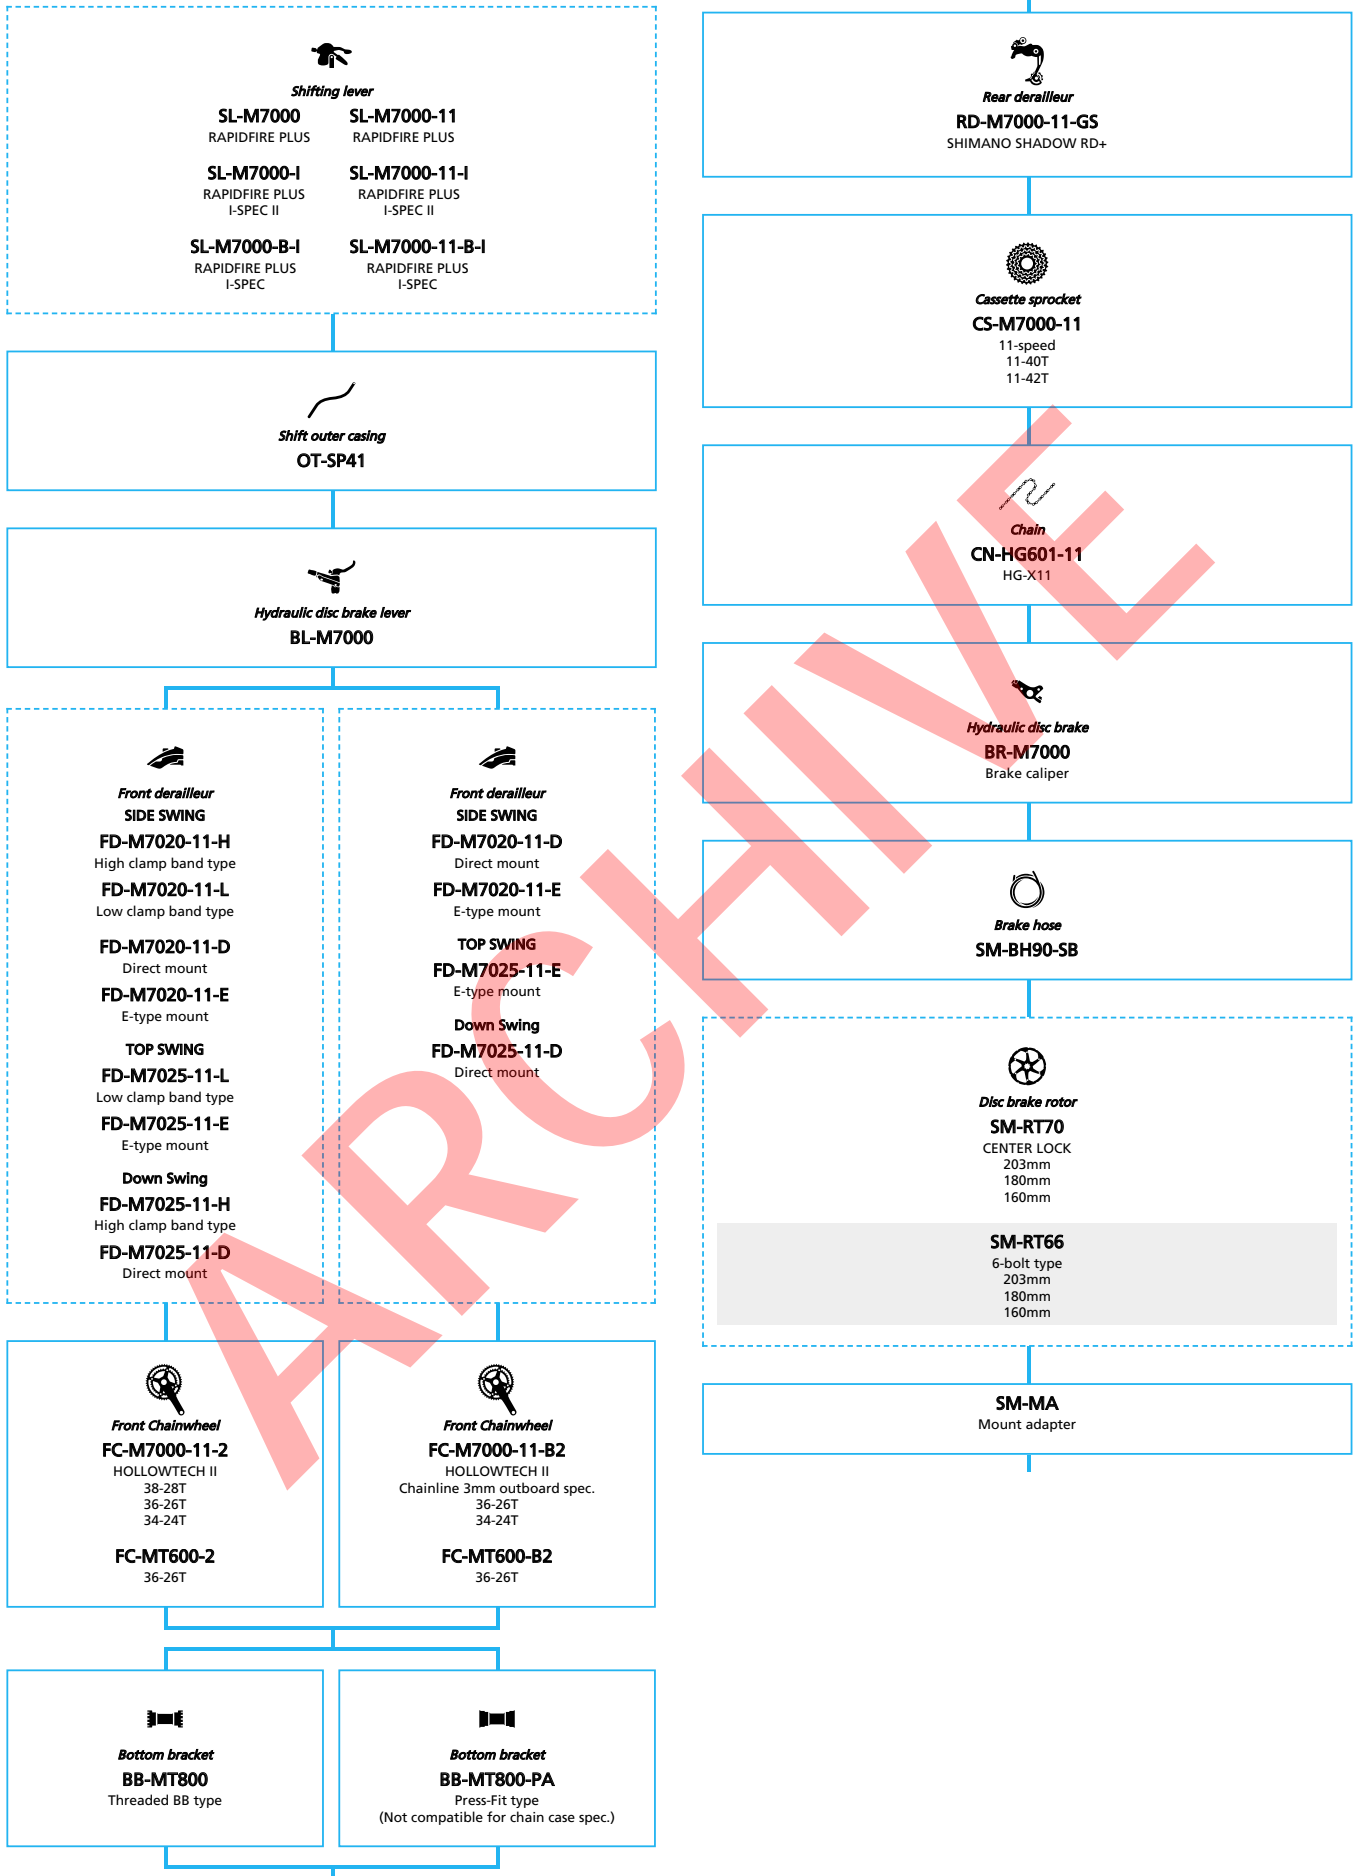 Shifting lever
SL-M7000 SL-M7000-11
RAPIDFIRE PLUS RAPIDFIRE PLUS
SL-M7000-I SL-M7000-11-I
RAPIDFIRE PLUS RAPIDFIRE PLUS
I-SPEC II I-SPEC II
SL-M7000-B-I SL-M7000-11-B-I
RAPIDFIRE PLUS RAPIDFIRE PLUS
I-SPEC I-SPEC
Shift outer casing
OT-SP41
Hydraulic disc brake lever
BL-M7000
Front derailleur
SIDE SWING
FD-M7020-11-H
High clamp band type
FD-M7020-11-L
Low clamp band type
FD-M7020-11-D
Direct mount
FD-M7020-11-E
E-type mount
TOP SWING
FD-M7025-11-L
Low clamp band type
FD-M7025-11-E
E-type mount
Down Swing
FD-M7025-11-H
High clamp band type
FD-M7025-11-D
Direct mount
Front derailleur
SIDE SWING
FD-M7020-11-D
Direct mount
FD-M7020-11-E
E-type mount
TOP SWING
FD-M7025-11-E
E-type mount
Down Swing
FD-M7025-11-D
Direct mount
Front Chainwheel
FC-M7000-11-2
HOLLOWTECH II
38-28T
36-26T
34-24T
FC-MT600-2
36-26T
Front Chainwheel
FC-M7000-11-B2
HOLLOWTECH II
Chainline 3mm outboard spec.
36-26T
34-24T
FC-MT600-B2
36-26T
Bottom bracket
BB-MT800
Threaded BB type
Bottom bracket
BB-MT800-PA
Press-Fit type
(Not compatible for chain case spec.)
Rear derailleur
RD-M7000-11-GS
SHIMANO SHADOW RD+
Cassette sprocket
CS-M7000-11
11-speed
11-40T
11-42T
Chain
CN-HG601-11
HG-X11
Hydraulic disc brake
BR-M7000
Brake caliper
Brake hose
SM-BH90-SB
Disc brake rotor
SM-RT70
CENTER LOCK
203mm
180mm
160mm
SM-RT66
6-bolt type
203mm
180mm
160mm
SM-MA
Mount adapter
ARCHIVE